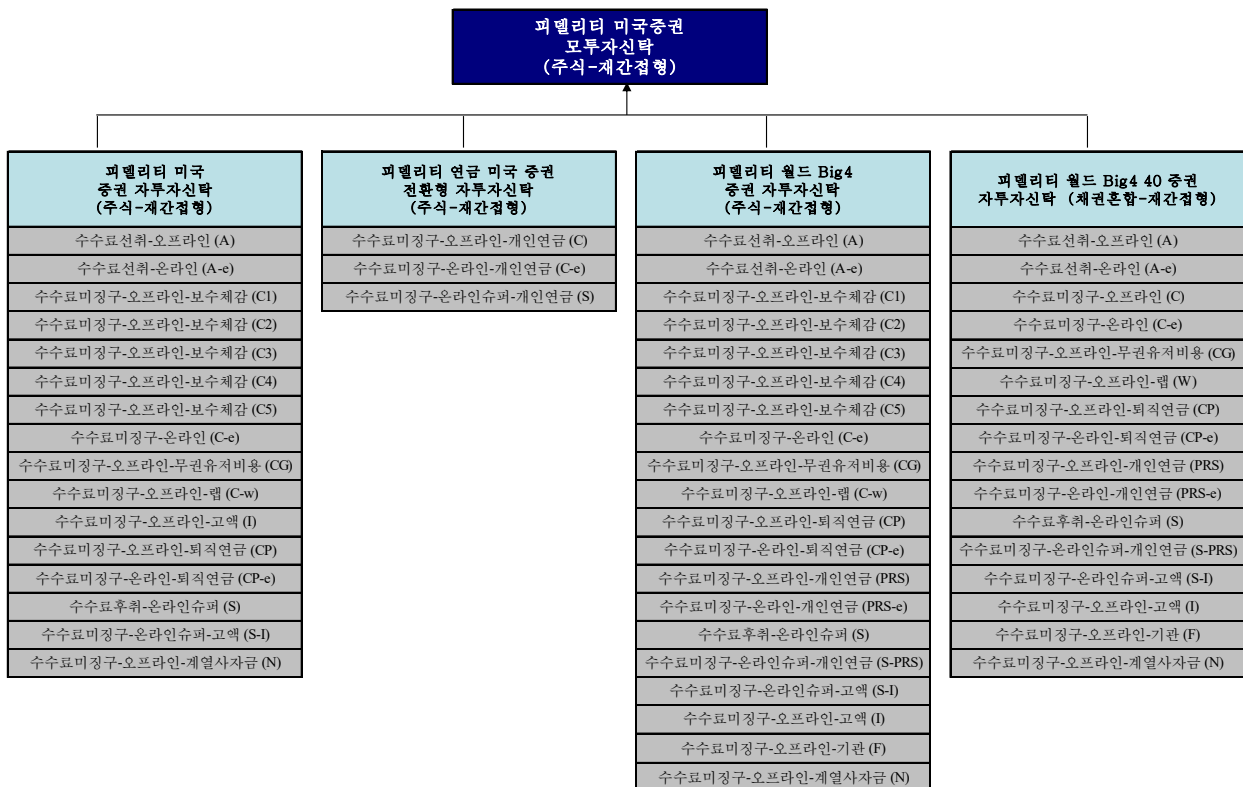 피델리티 미국증권
모투자신탁
(주식-재간접형)
피델리티 미국
증권 자투자신탁
(주식-재간접형)
수수료선취-오프라인 (A)
수수료선취-온라인 (A-e)
수수료미징구-오프라인-보수체감 (C1)
수수료미징구-오프라인-보수체감 (C2)
수수료미징구-오프라인-보수체감 (C3)
수수료미징구-오프라인-보수체감 (C4)
수수료미징구-오프라인-보수체감 (C5)
수수료미징구-온라인 (C-e)
수수료미징구-오프라인-무권유저비용 (CG)
수수료미징구-오프라인-랩 (C-w)
수수료미징구-오프라인-고액 (I)
수수료미징구-오프라인-퇴직연금 (CP)
수수료미징구-온라인-퇴직연금 (CP-e)
수수료후취-온라인슈퍼 (S)
수수료미징구-온라인슈퍼-고액 (S-I)
수수료미징구-오프라인-계열사자금 (N)
피델리티 연금 미국 증권
전환형 자투자신탁
(주식-재간접형)
수수료미징구-오프라인-개인연금 (C)
수수료미징구-온라인-개인연금 (C-e)
수수료미징구-온라인슈퍼-개인연금 (S)
피델리티 월드 Big4
증권 자투자신탁
(주식-재간접형)
수수료선취-오프라인 (A)
수수료선취-온라인 (A-e)
수수료미징구-오프라인-보수체감 (C1)
수수료미징구-오프라인-보수체감 (C2)
수수료미징구-오프라인-보수체감 (C3)
수수료미징구-오프라인-보수체감 (C4)
수수료미징구-오프라인-보수체감 (C5)
수수료미징구-온라인 (C-e)
수수료미징구-오프라인-무권유저비용 (CG)
수수료미징구-오프라인-랩 (C-w)
수수료미징구-오프라인-퇴직연금 (CP)
수수료미징구-온라인-퇴직연금 (CP-e)
수수료미징구-오프라인-개인연금 (PRS)
수수료미징구-온라인-개인연금 (PRS-e)
수수료후취-온라인슈퍼 (S)
수수료미징구-온라인슈퍼-개인연금 (S-PRS)
수수료미징구-온라인슈퍼-고액 (S-I)
수수료미징구-오프라인-고액 (I)
수수료미징구-오프라인-기관 (F)
수수료미징구-오프라인-계열사자금 (N)
피델리티 월드 Big4 40 증권
자투자신탁 (채권혼합-재간접형)
수수료선취-오프라인 (A)
수수료선취-온라인 (A-e)
수수료미징구-오프라인 (C)
수수료미징구-온라인 (C-e)
수수료미징구-오프라인-무권유저비용 (CG)
수수료미징구-오프라인-랩 (W)
수수료미징구-오프라인-퇴직연금 (CP)
수수료미징구-온라인-퇴직연금 (CP-e)
수수료미징구-오프라인-개인연금 (PRS)
수수료미징구-온라인-개인연금 (PRS-e)
수수료후취-온라인슈퍼 (S)
수수료미징구-온라인슈퍼-개인연금 (S-PRS)
수수료미징구-온라인슈퍼-고액 (S-I)
수수료미징구-오프라인-고액 (I)
수수료미징구-오프라인-기관 (F)
수수료미징구-오프라인-계열사자금 (N)